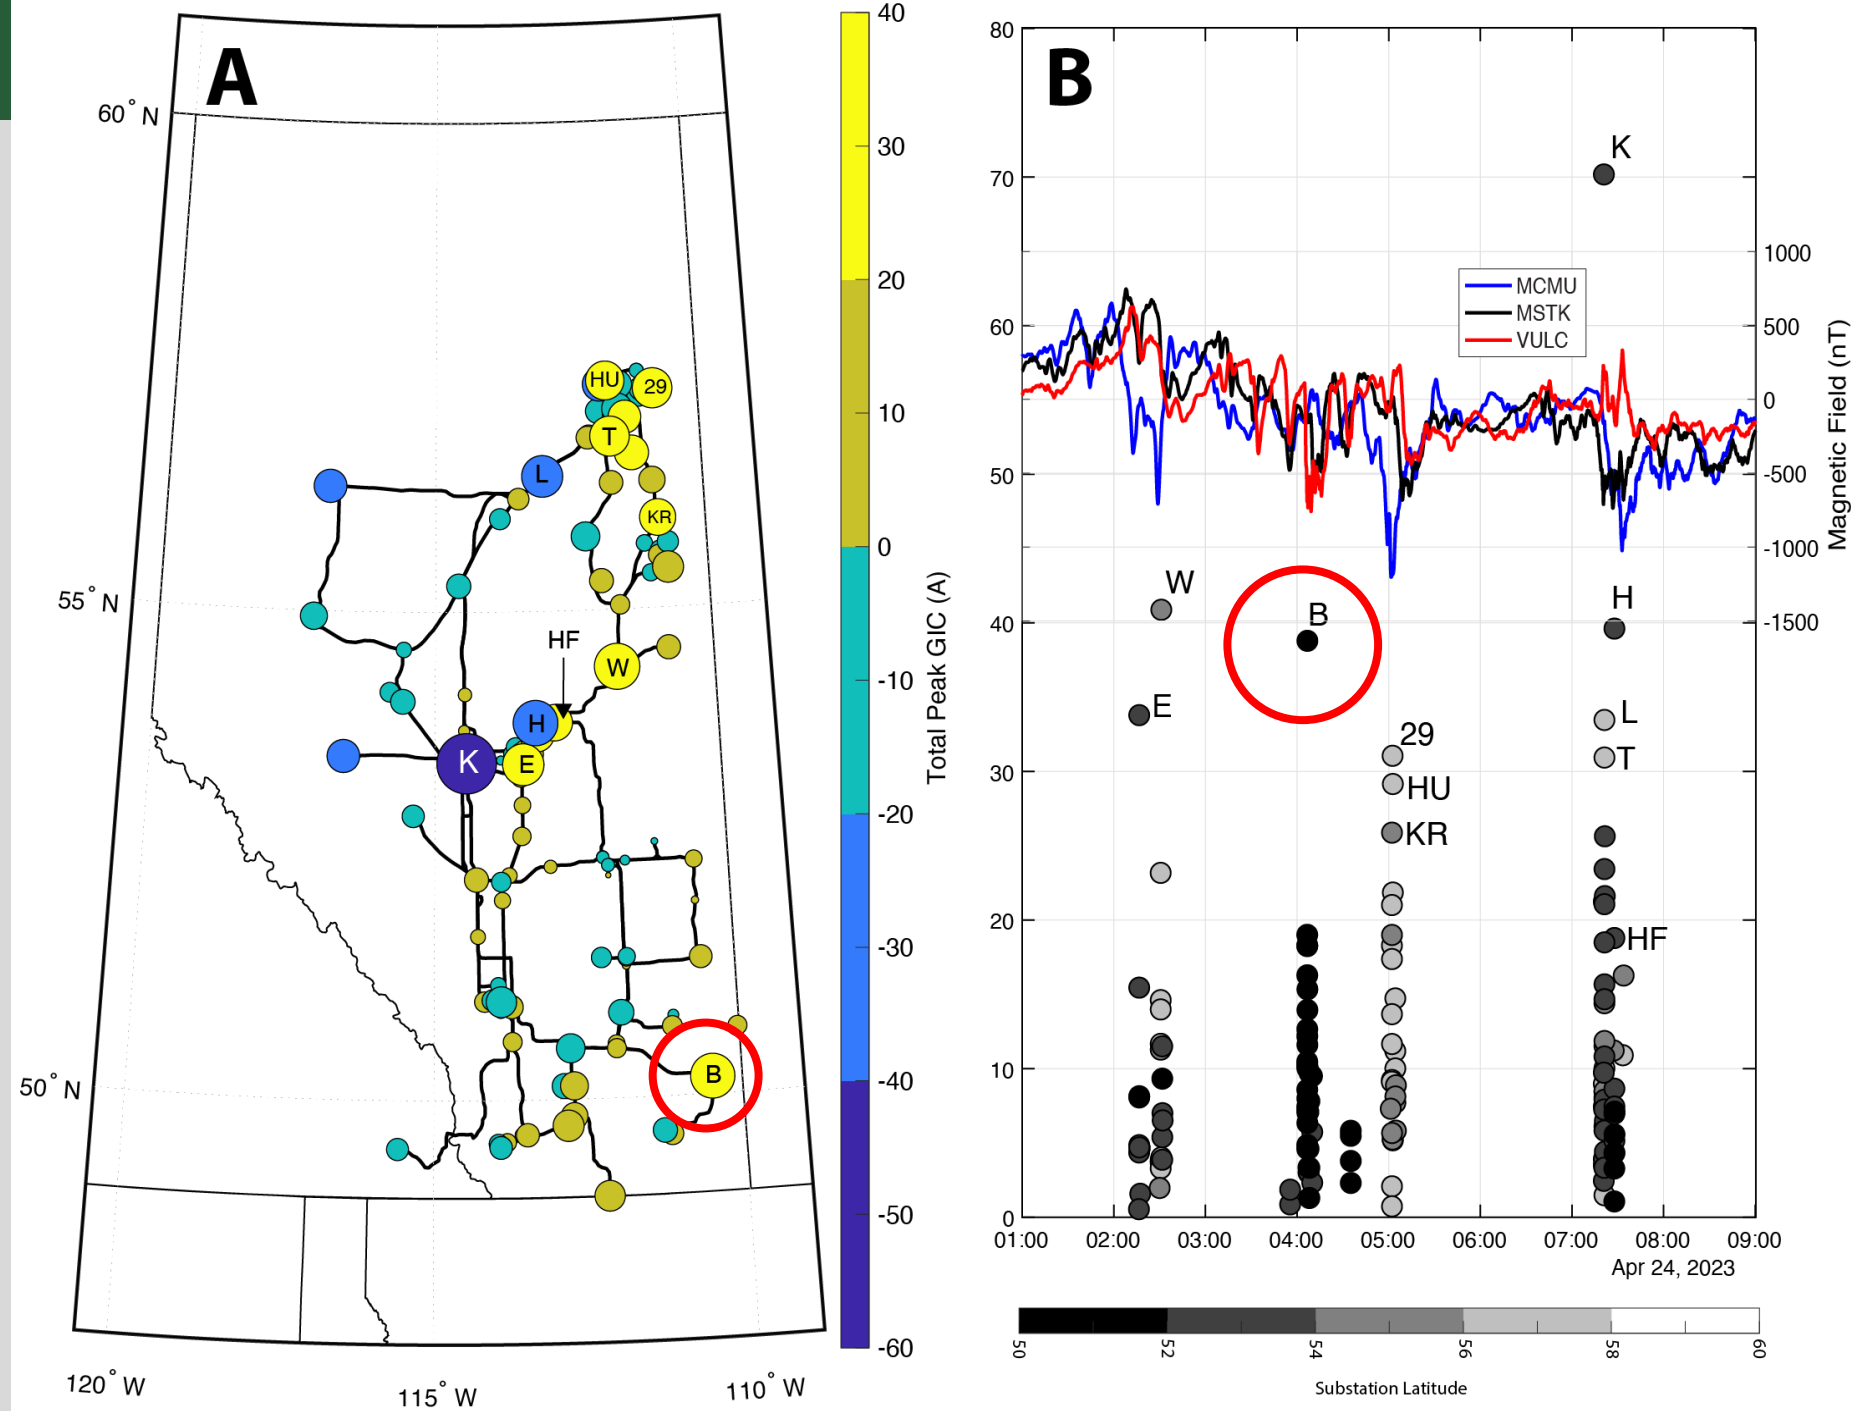 A
60° N
55° N
50° N
120° W
115° W
110° W
HU
29
T
L
KR
HF
W
H
K
E
B
40
30
20
10
0
-10
-20
-30
-40
-50
-60
Total Peak GIC (A)
B
80
70
60
50
40
30
20
10
0
K
MCMU
MSTK
VULC
1000
500
0
-500
-1000
-1500
Magnetic Field (nT)
W
B
H
E
L
29
T
HU
KR
HF
01:00
02:00
03:00
04:00
05:00
06:00
07:00
08:00
09:00
Apr 24, 2023
50
52
54
56
58
60
Substation Latitude